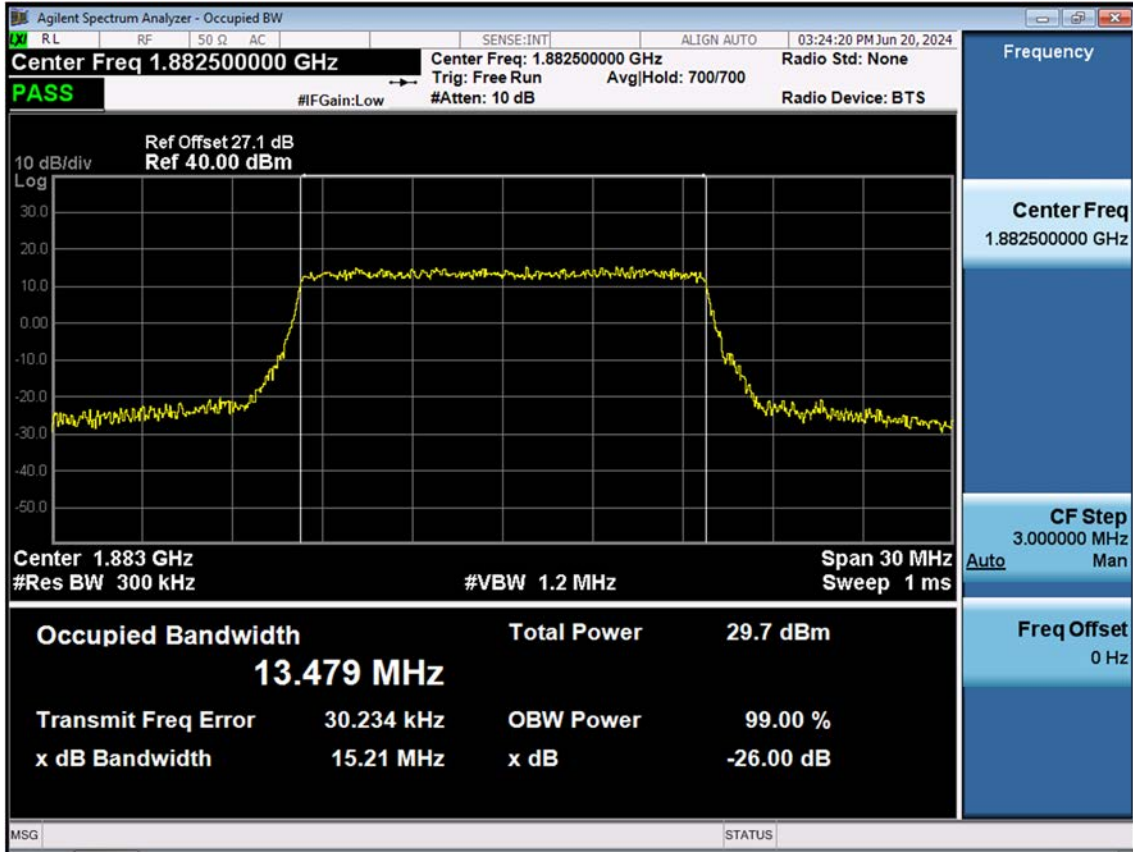 Agilent Spectrum Analyzer - Occupied BW
LXI RL RF 50 Ω AC SENSE:INT ALIGN AUTO 03:24:20 PM Jun 20, 2024
Center Freq 1.882500000 GHz
Center Freq: 1.882500000 GHz
Radio Std: None
Trig: Free Run Avg|Hold: 700/700
PASS
#IFGain:Low
#Atten: 10 dB
Radio Device: BTS
Ref Offset 27.1 dB
10 dB/div Ref 40.00 dBm
Log
30.0
20.0
10.0
0.00
-10.0
-20.0
-30.0
-40.0
-50.0
Center 1.883 GHz Span 30 MHz
#Res BW 300 kHz #VBW 1.2 MHz Sweep 1 ms
Occupied Bandwidth Total Power 29.7 dBm
13.479 MHz
Transmit Freq Error 30.234 kHz OBW Power 99.00 %
x dB Bandwidth 15.21 MHz x dB -26.00 dB
MSG STATUS
Frequency
Center Freq
1.882500000 GHz
CF Step
3.000000 MHz
Auto Man
Freq Offset
0 Hz